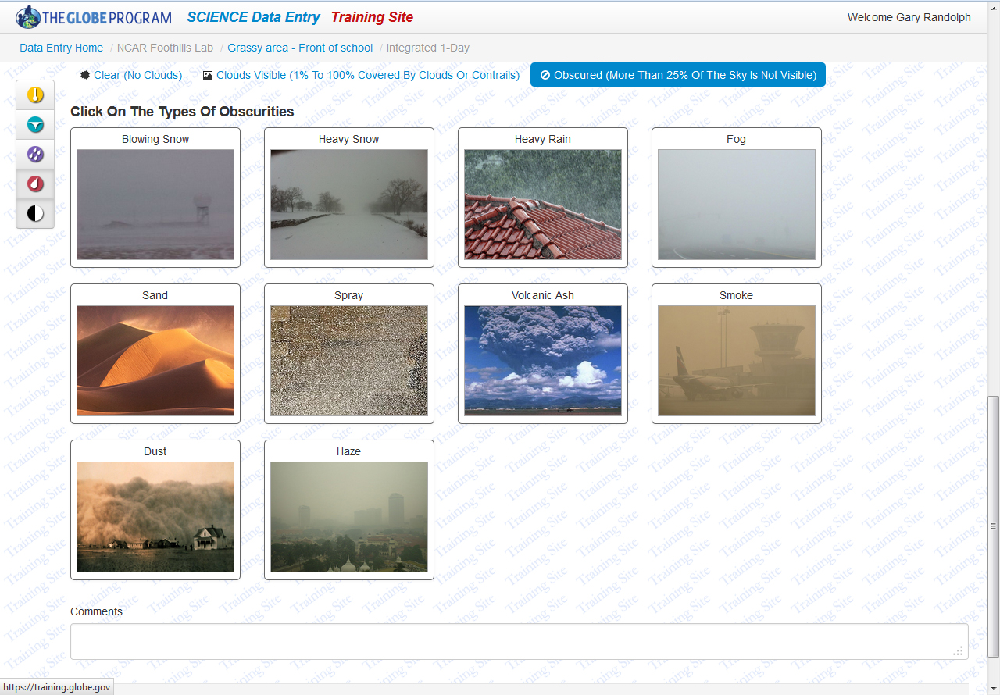 THE GLOBE PROGRAM SCIENCE Data Entry Training Site Welcome Gary Randolph
Data Entry Home / NCAR Foothills Lab / Grassy area - Front of school / Integrated 1-Day
Clear (No Clouds) Clouds Visible (1% To 100% Covered By Clouds Or Contrails) Obscured (More Than 25% Of The Sky Is Not Visible)
Click On The Types Of Obscurities
Blowing Snow Heavy Snow Heavy Rain Fog
Sand Spray Volcanic Ash Smoke
Dust Haze
Comments
https://training.globe.gov
Training Site